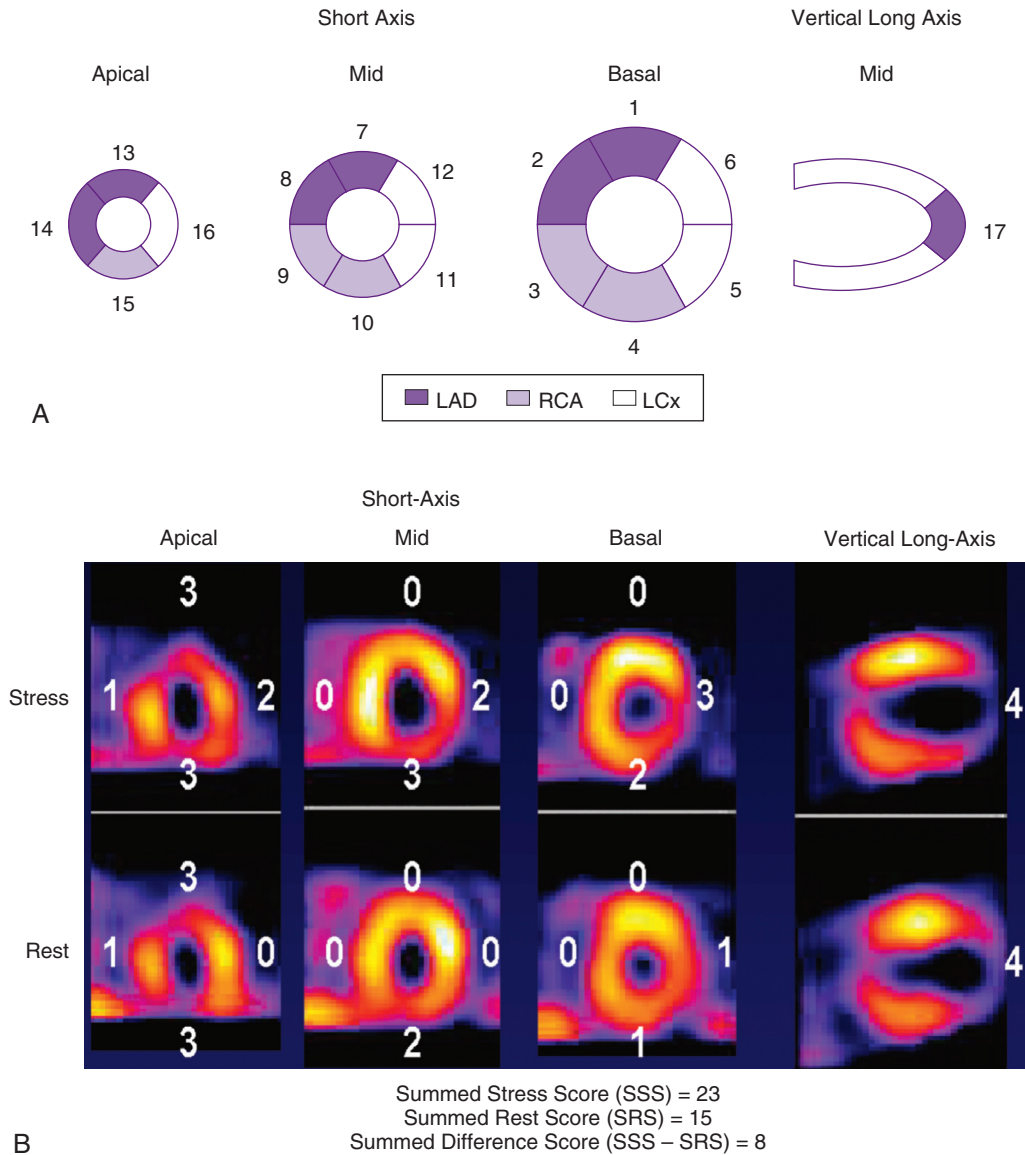 Short Axis
Vertical Long Axis
Apical
Mid
Basal
Mid
13
14
16
15
7
8
12
9
11
10
1
2
6
3
5
4
17
LAD
RCA
LCx
A
Short-Axis
Apical
Mid
Basal
Vertical Long-Axis
Stress
3
1
2
3
0
0
2
3
0
0
3
2
4
Rest
3
1
0
3
0
0
0
2
0
0
1
1
4
Summed Stress Score (SSS) = 23
Summed Rest Score (SRS) = 15
Summed Difference Score (SSS – SRS) = 8
B